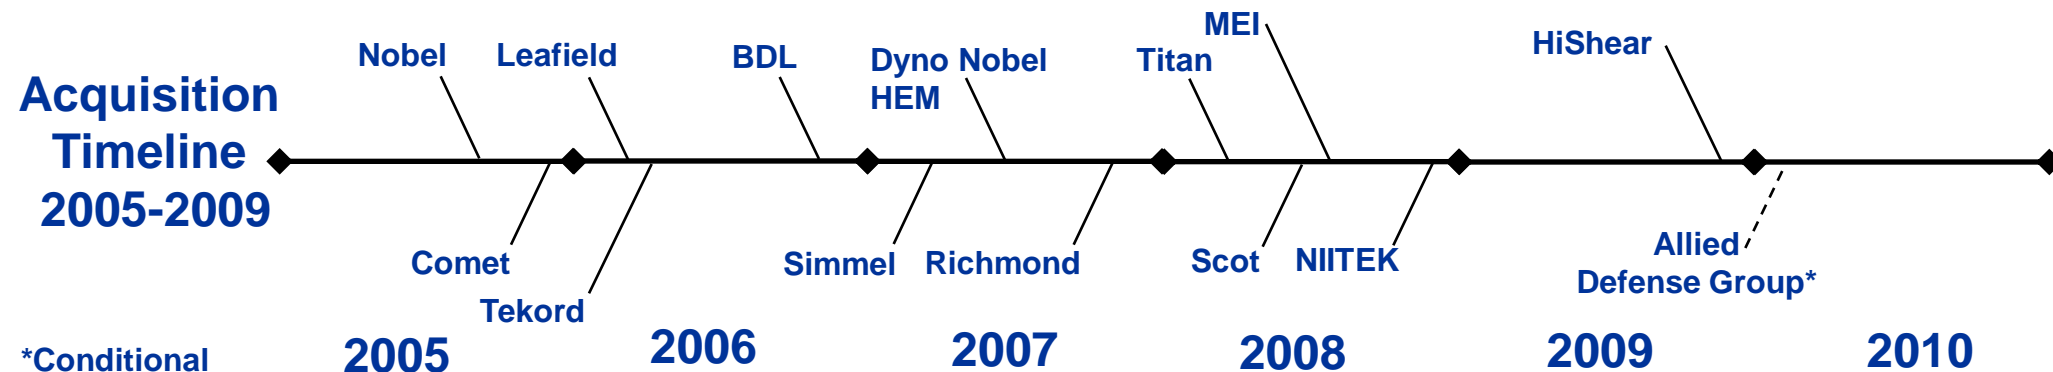 Acquisition
Timeline
2005-2009
Nobel
Leafield
BDL
Dyno Nobel
HEM
Titan
MEI
HiShear
Comet
Tekord
Simmel
Richmond
Scot
NIITEK
Allied
Defense Group*
*Conditional
2005
2006
2007
2008
2009
2010